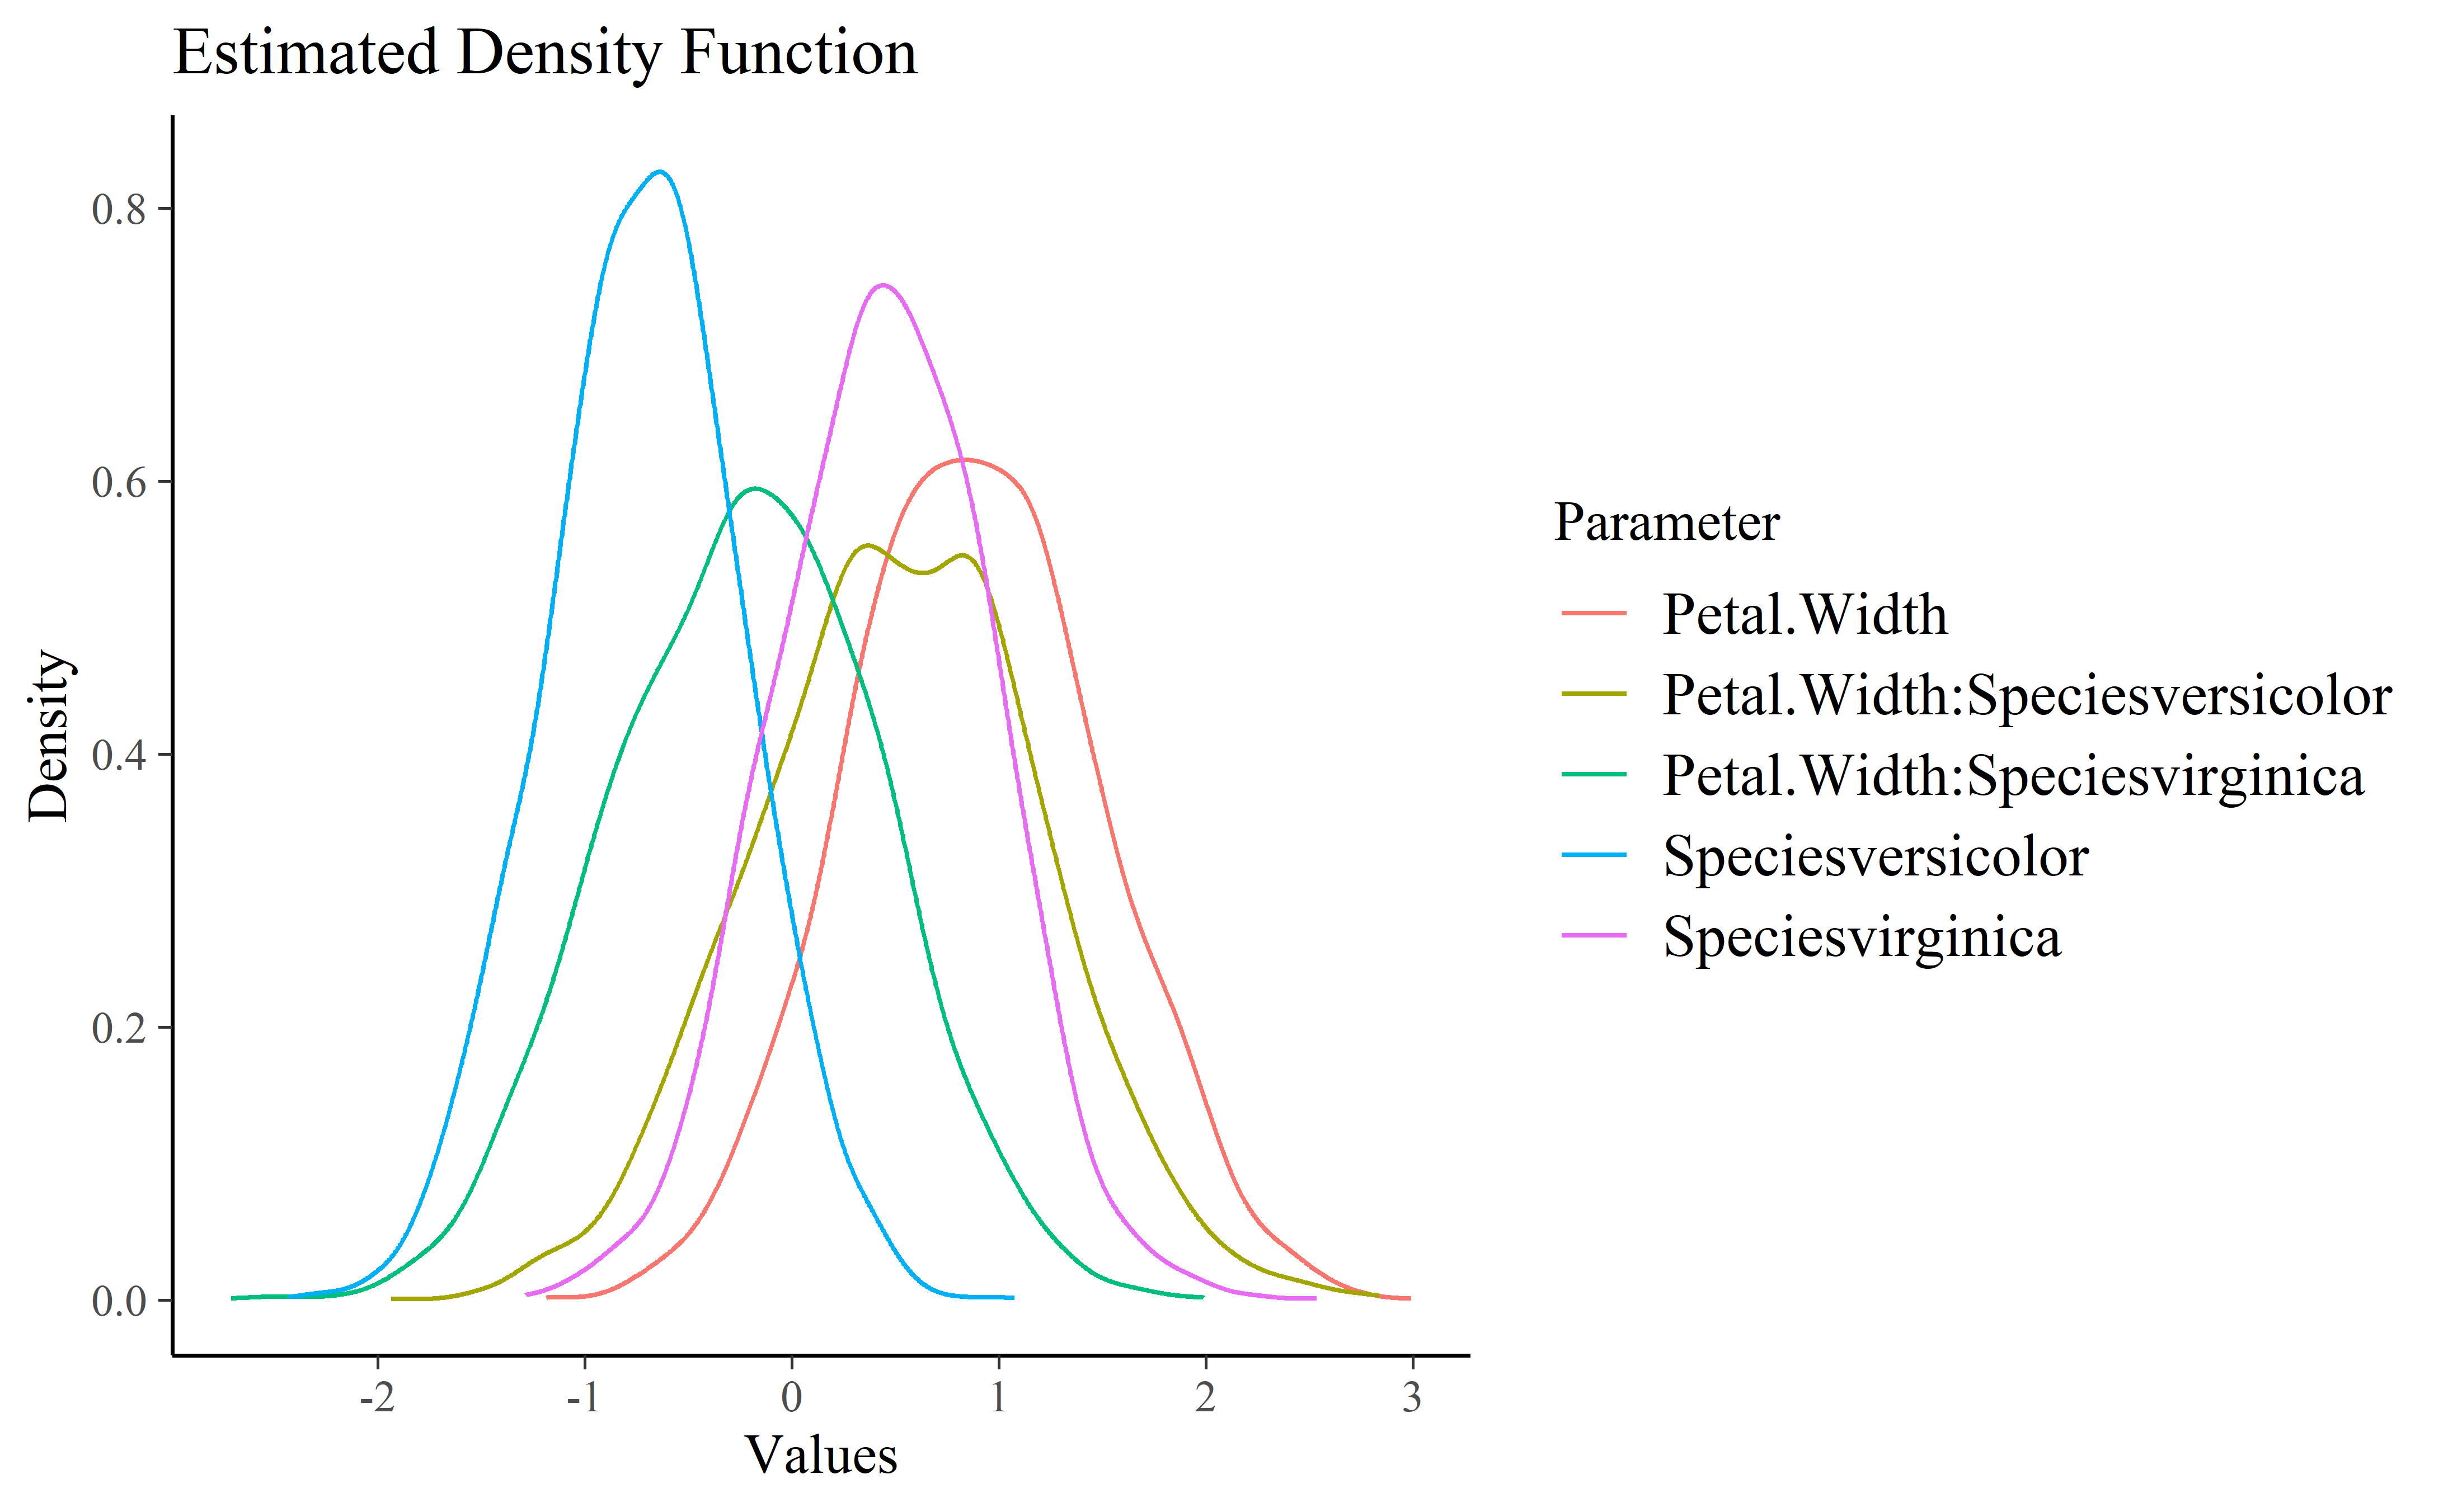 Estimated Density Function
Density
0.8
0.6
0.4
0.2
0.0
-2
-1
0
1
2
3
Values
Parameter
Petal.Width
Petal.Width:Speciesversicolor
Petal.Width:Speciesvirginica
Speciesversicolor
Speciesvirginica